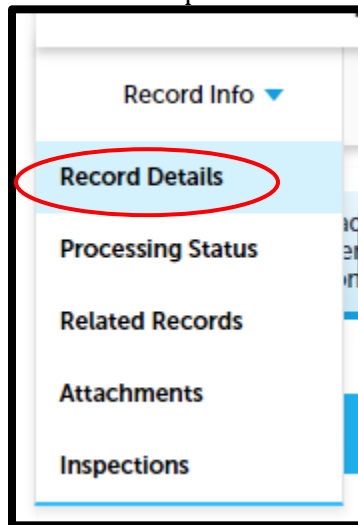 Record Info
Record Details
Processing Status
Related Records
Attachments
Inspections